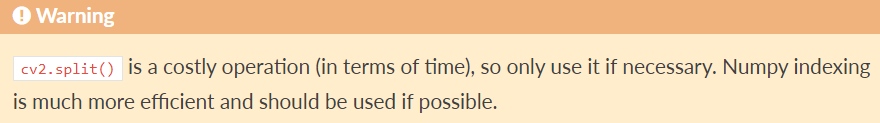 Warning
cv2.split() is a costly operation (in terms of time), so only use it if necessary. Numpy indexing
is much more efficient and should be used if possible.